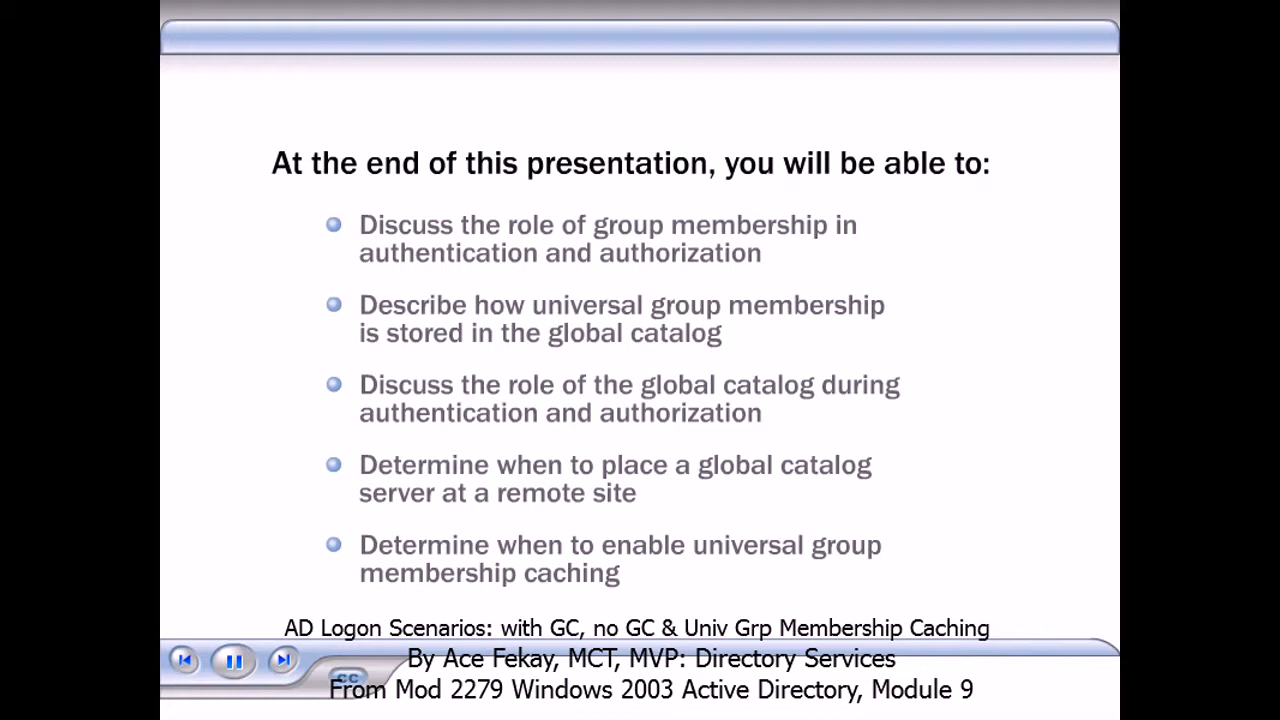 At the end of this presentation, you will be able to:
Discuss the role of group membership in
authentication and authorization
Describe how universal group membership
is stored in the global catalog
Discuss the role of the global catalog during
authentication and authorization
Determine when to place a global catalog
server at a remote site
Determine when to enable universal group
membership caching
AD Logon Scenarios: with GC, no GC & Univ Grp Membership Caching
By Ace Fekay, MCT, MVP: Directory Services
CC
From Mod 2279 Windows 2003 Active Directory, Module 9